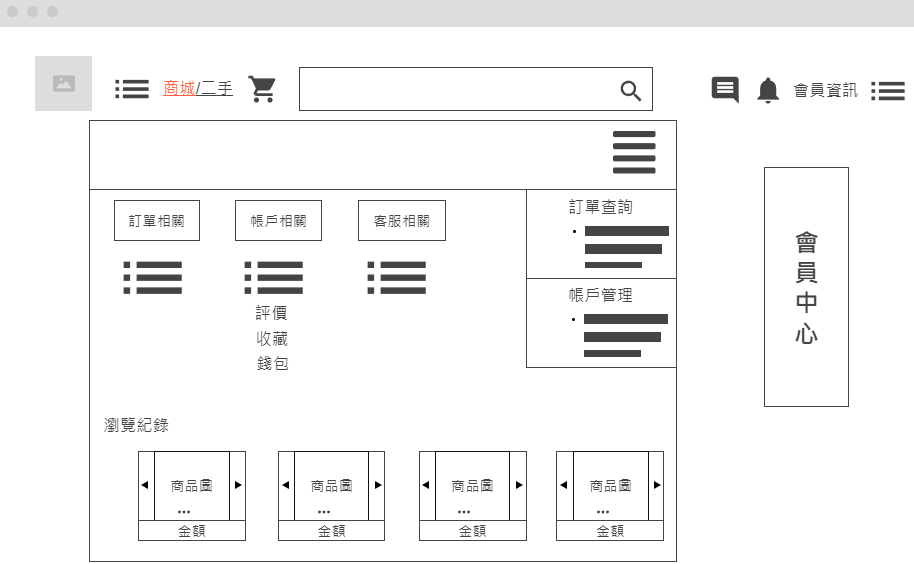 商城/二手
會員資訊
訂單相關
帳戶相關
客服相關
訂單查詢
評價
收藏
錢包
帳戶管理
會員中心
瀏覽紀錄
商品圖
...
金額
商品圖
...
金額
商品圖
...
金額
商品圖
...
金額